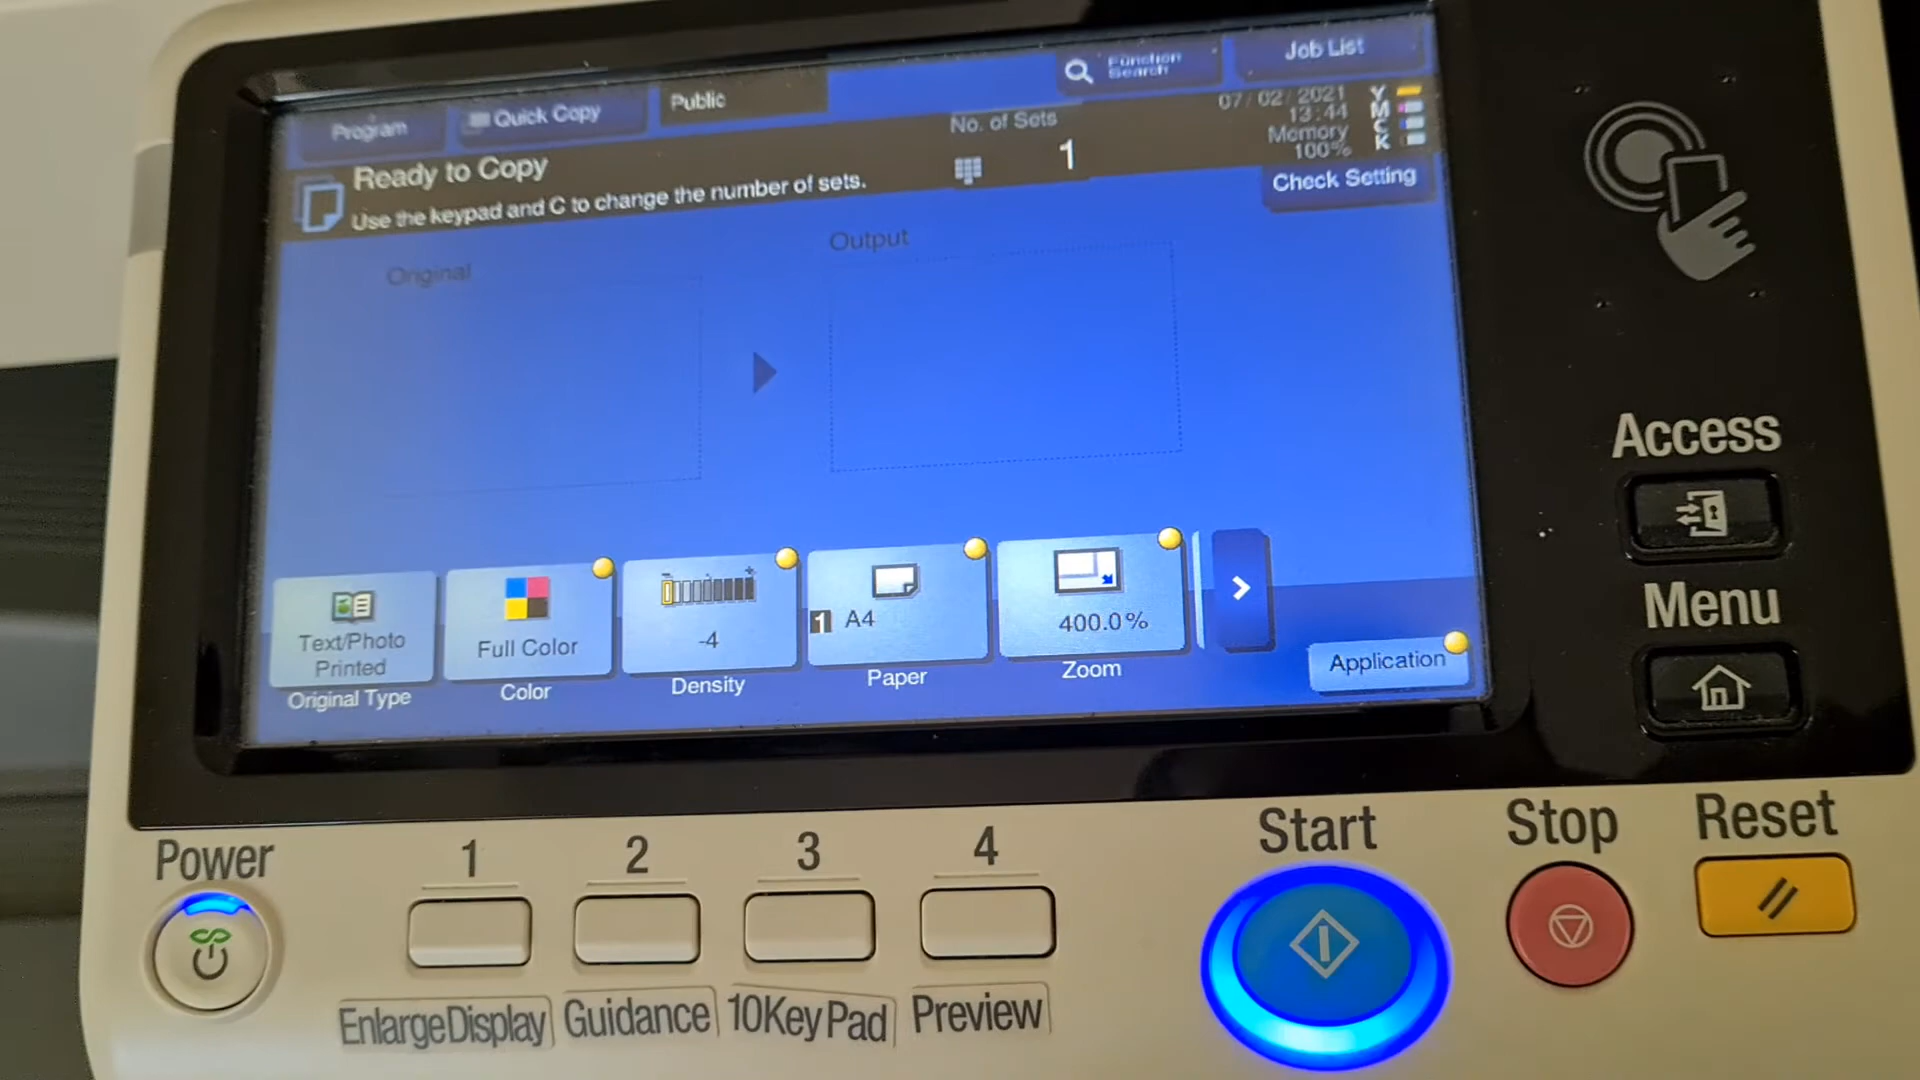 Program
Quick Copy
Public
Function
Search
Job List
Ready to Copy
Use the keypad and C to change the number of sets.
No. of Sets
1
07/02/2021
13:44
Memory
100%
Y
M
C
K
Check Setting
Original
Output
Text/Photo
Printed
Original Type
Full Color
Color
-4
Density
1 A4
Paper
400.0%
Zoom
Application
Access
Menu
Power
1
2
3
4
Start
Stop
Reset
EnlargeDisplay
Guidance
10KeyPad
Preview